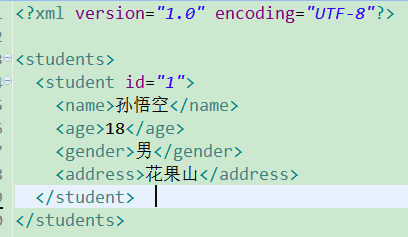 <?xml version="1.0" encoding="UTF-8"?>
<students>
<student id="1">
<name>孙悟空</name>
<age>18</age>
<gender>男</gender>
<address>花果山</address>
</student>
</students>